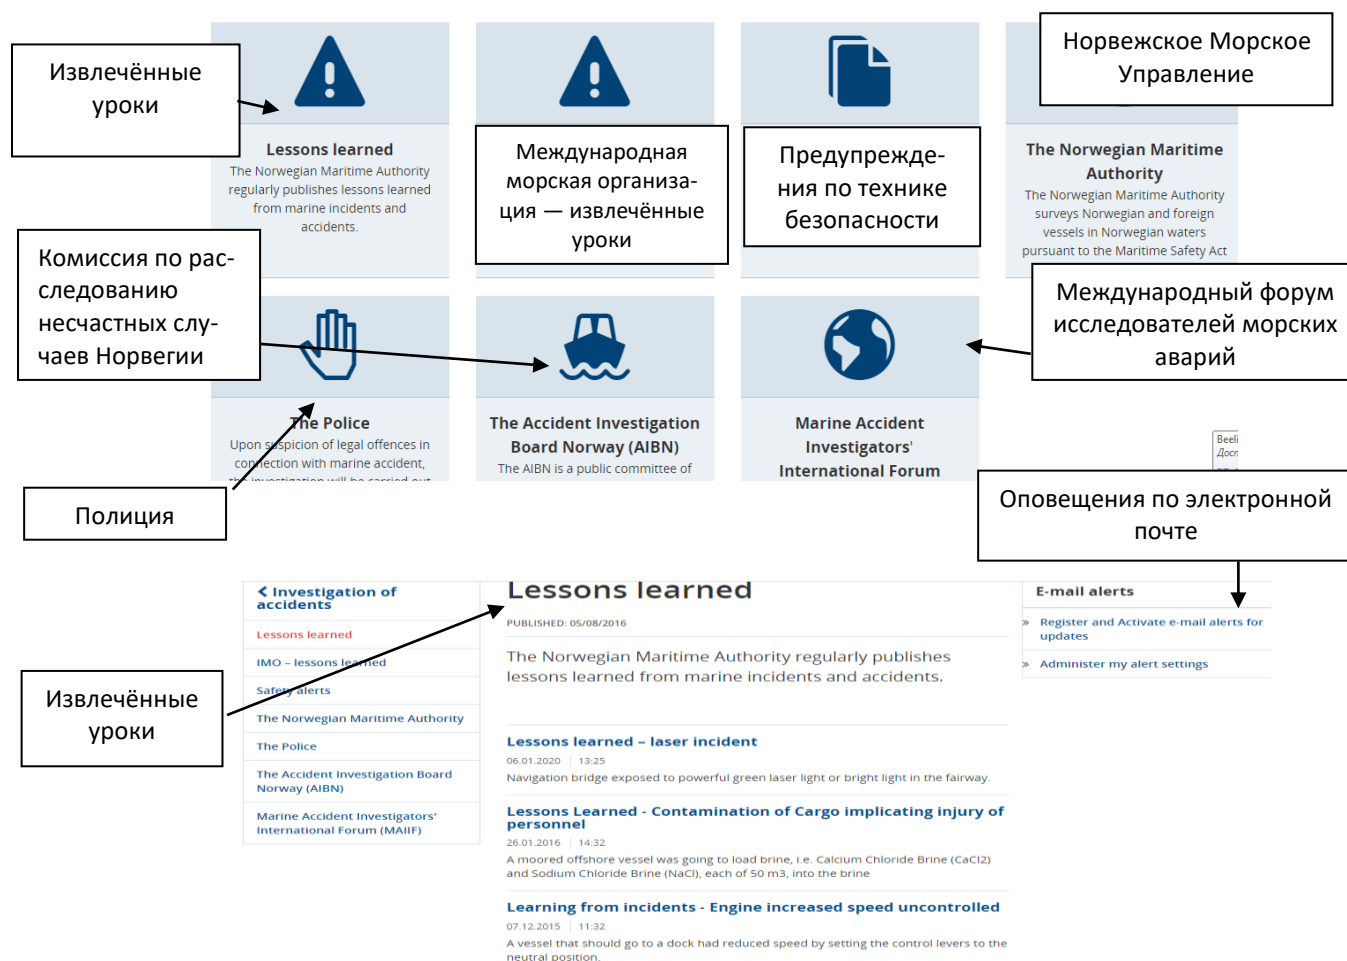 Извлечённые
уроки
Норвежское Морское
Управление
Lessons learned
The Norwegian Maritime Authority
regularly publishes lessons learned
from marine incidents and
accidents.
Международная
морская организа-
ция — извлечённые
уроки
Предупрежде-
ния по технике
безопасности
The Norwegian Maritime
Authority
The Norwegian Maritime Authority
surveys Norwegian and foreign
vessels in Norwegian waters
pursuant to the Maritime Safety Act
Комиссия по рас-
следованию
несчастных слу-
чаев Норвегии
Международный форум
исследователей морских
аварий
The Police
Upon suspicion of legal offences in
connection with marine accident,
the investigation will be carried out
The Accident Investigation
Board Norway (AIBN)
The AIBN is a public committee of
Marine Accident
Investigators'
International Forum
Beeli
Дост
Полиция
Оповещения по электронной
почте
Investigation of
accidents
Lessons learned
IMO – lessons learned
Safety alerts
The Norwegian Maritime Authority
The Police
The Accident Investigation Board
Norway (AIBN)
Marine Accident Investigators'
International Forum (MAIIF)
Извлечённые
уроки
Lessons learned
PUBLISHED: 05/08/2016
The Norwegian Maritime Authority regularly publishes
lessons learned from marine incidents and accidents.
Lessons learned – laser incident
06.01.2020 | 13:25
Navigation bridge exposed to powerful green laser light or bright light in the fairway.
Lessons Learned - Contamination of Cargo implicating injury of
personnel
26.01.2016 | 14:32
A moored offshore vessel was going to load brine, i.e. Calcium Chloride Brine (CaCl2)
and Sodium Chloride Brine (NaCl), each of 50 m3, into the brine
Learning from incidents - Engine increased speed uncontrolled
07.12.2015 | 11:32
A vessel that should go to a dock had reduced speed by setting the control levers to the
neutral position.
E-mail alerts
» Register and Activate e-mail alerts for
updates
» Administer my alert settings